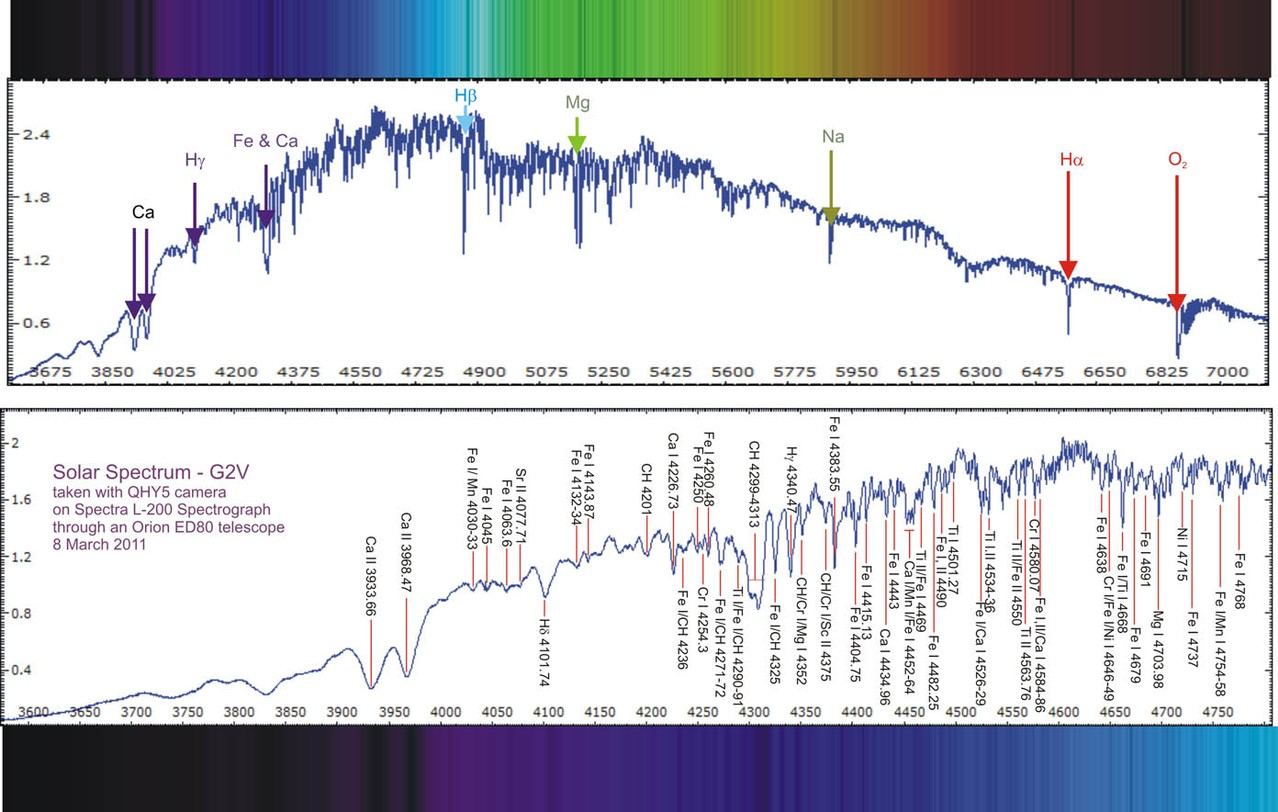 Hβ
Mg
Fe & Ca
Na
Hγ
Hα
O₂
Ca
2.4
1.8
1.2
0.6
3675 3850 4025 4200 4375 4550 4725 4900 5075 5250 5425 5600 5775 5950 6125 6300 6475 6650 6825 7000
Solar Spectrum - G2V
taken with QHY5 camera
on Spectra L-200 Spectrograph
through an Orion ED80 telescope
8 March 2011
2
1.6
1.2
0.8
0.4
Ca II 3933.66
Ca II 3968.47
Fe I/ Mn 4030-33
Fe I 4045
Fe I 4063.6
Sr II 4077.71
Hδ 4101.74
Fe I 4132-34
Fe I 4143.87
CH 4201
Ca I 4226.73
Fe I/CH 4236
Fe I 4250
Cr I 4254.3
Fe I 4260.48
Fe I/CH 4271-72
Ti I/Fe I/CH 4290-91
CH 4299-4313
Fe I/CH 4325
Hγ 4340.47
CH/Cr I/Mg I 4352
CH/Cr I/Sc II 4375
Fe I 4383.55
Fe I 4404.75
Fe I 4415.13
Ca I 4434.96
Fe I 4443
Ca I/Mn I/Fe I 4452-64
Ti II/Fe I 4469
Fe I 4482.25
Fe I, II 4490
Ti I 4501.27
Fe I/Ca I 4526-29
Ti I.II 4534-36
Ti II/Fe II 4550
Ti II 4563.76
Cr I 4580.07
Fe I,II/Ca I 4584-86
Fe I 4638
Cr I/Fe I/Ni I 4646-49
Fe I/Ti I 4668
Fe I 4679
Fe I 4691
Mg I 4703.98
Ni I 4715
Fe I 4737
Fe I/Mn I 4754-58
Fe I 4768
3600 3650 3700 3750 3800 3850 3900 3950 4000 4050 4100 4150 4200 4250 4300 4350 4400 4450 4500 4550 4600 4650 4700 4750